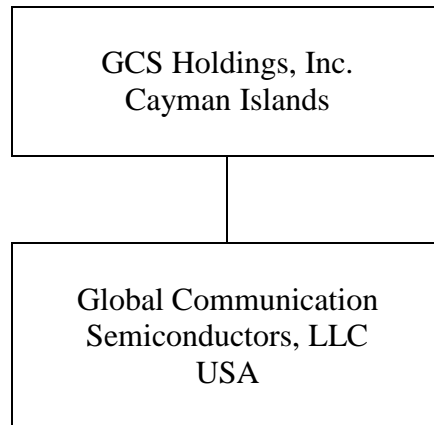 GCS Holdings, Inc.
Cayman Islands
Global Communication
Semiconductors, LLC
USA